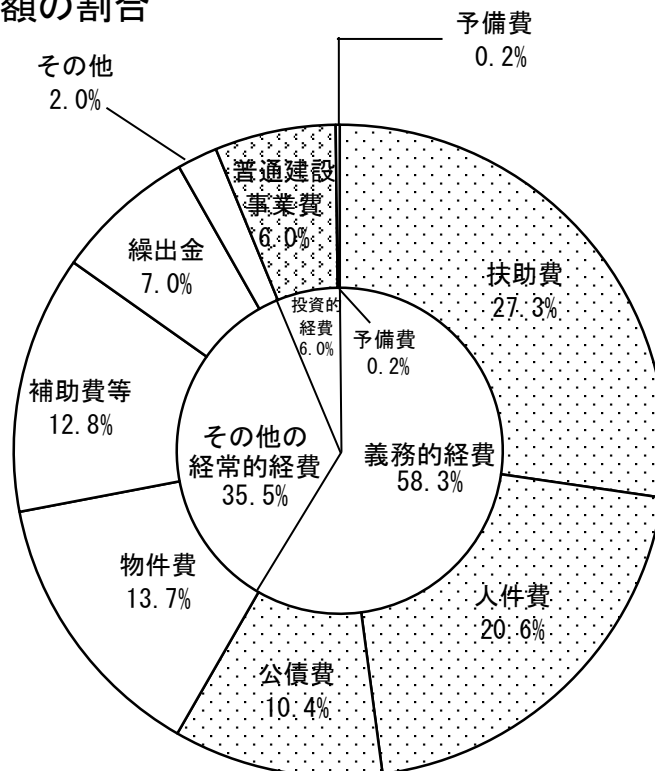 額の割合
予備費
0.2%
その他
2.0%
普通建設
事業費
6.0%
扶助費
27.3%
繰出金
7.0%
投資的
経費
6.0%
予備費
0.2%
補助費等
12.8%
その他の
経常的経費
35.5%
義務的経費
58.3%
物件費
13.7%
人件費
20.6%
公債費
10.4%